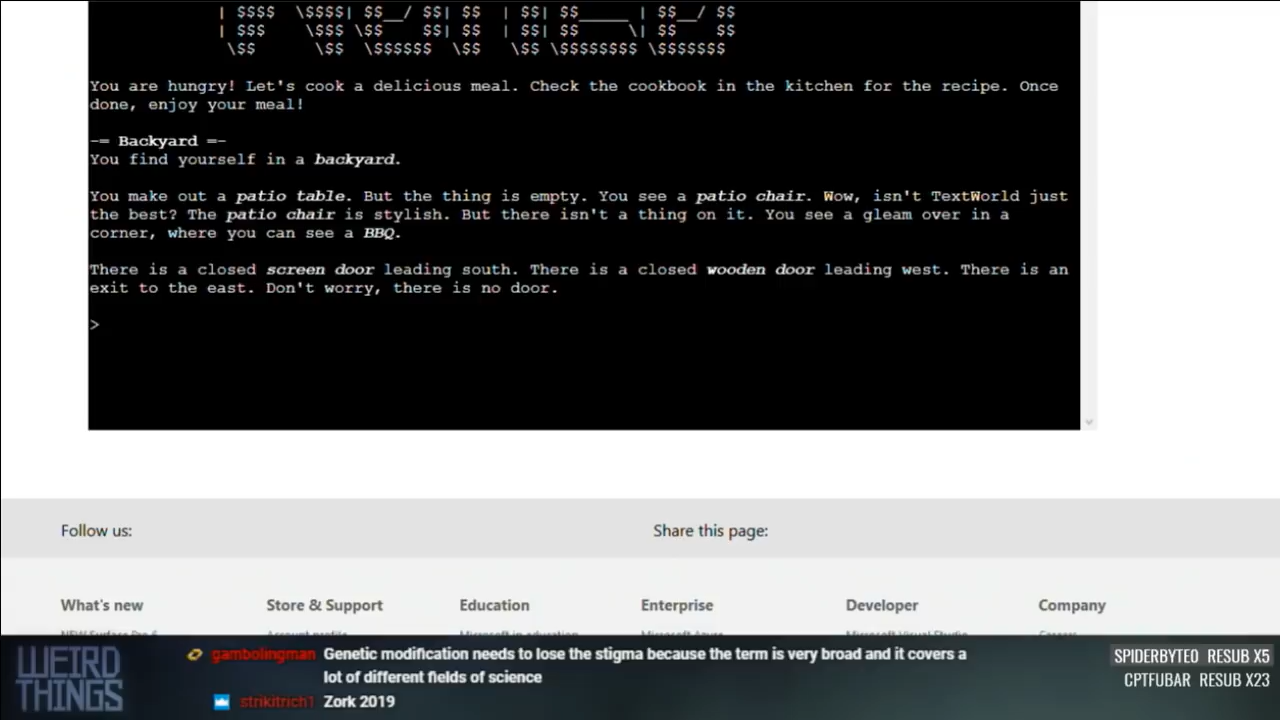 | $$$$  \$$$$| $$__/ $$| $$  | $$| $$_____ | $$__/ $$
| $$$    \$$$ \$$    $$| $$  | $$| $$     \| $$    $$
\$$      \$$  \$$$$$$  \$$   \$$ \$$$$$$$$ \$$$$$$$
You are hungry! Let's cook a delicious meal. Check the cookbook in the kitchen for the recipe. Once
done, enjoy your meal!
-= Backyard =-
You find yourself in a backyard.
You make out a patio table. But the thing is empty. You see a patio chair. Wow, isn't TextWorld just
the best? The patio chair is stylish. But there isn't a thing on it. You see a gleam over in a
corner, where you can see a BBQ.
There is a closed screen door leading south. There is a closed wooden door leading west. There is an
exit to the east. Don't worry, there is no door.
>
Follow us:
Share this page:
What's new
Store & Support
Education
Enterprise
Developer
Company
WEIRD
THINGS
gambolingman Genetic modification needs to lose the stigma because the term is very broad and it covers a
lot of different fields of science
strikitrich1 Zork 2019
SPIDERBYTE0 RESUB X5
CPTFUBAR RESUB X23